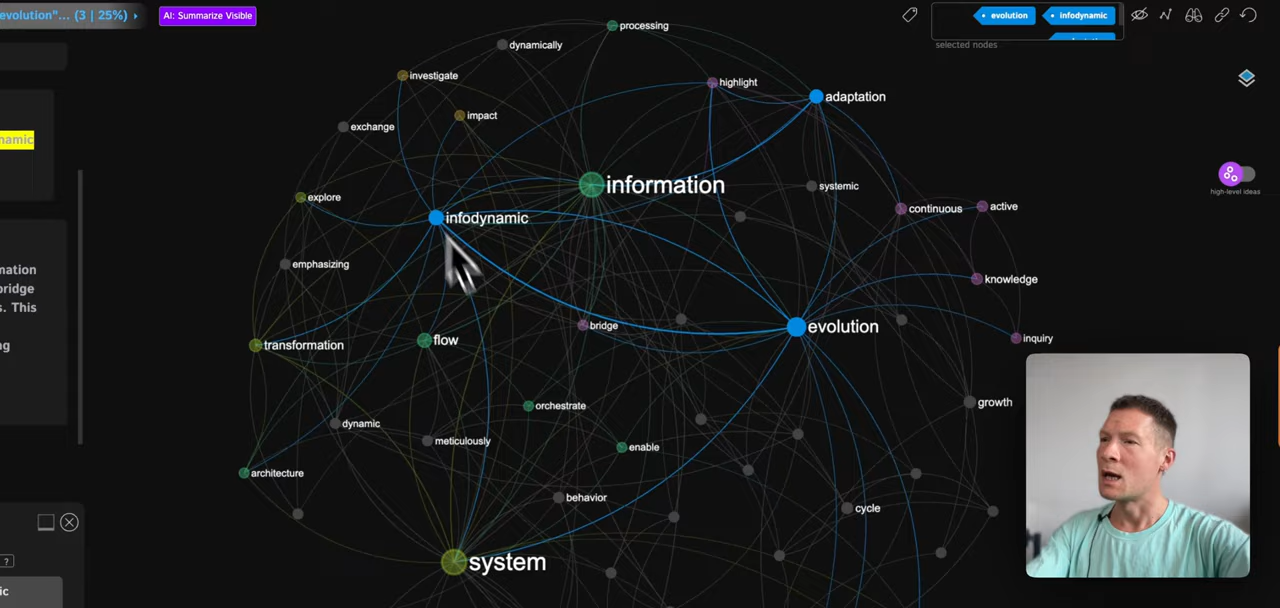 evolution"... (3 | 25%)
AI: Summarize Visible
evolution
infodynamic
selected nodes
high-level ideas
processing
dynamically
investigate
highlight
adaptation
impact
exchange
information
systemic
explore
continuous
active
infodynamic
emphasizing
knowledge
bridge
evolution
inquiry
transformation
flow
growth
orchestrate
dynamic
meticulously
enable
architecture
behavior
cycle
system
namic
mation
bridge
s. This
ng
?
ic